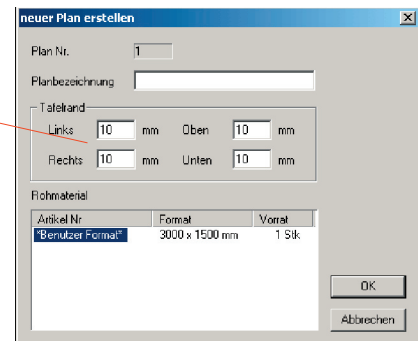 neuer Plan erstellen
Plan Nr. 1
Planbezeichnung
Tafelrand
Links 10 mm Oben 10 mm
Rechts 10 mm Unten 10 mm
Rohmaterial
Artikel Nr Format Vorrat
*Benutzer Format* 3000 x 1500 mm 1 Stk
OK
Abbrechen